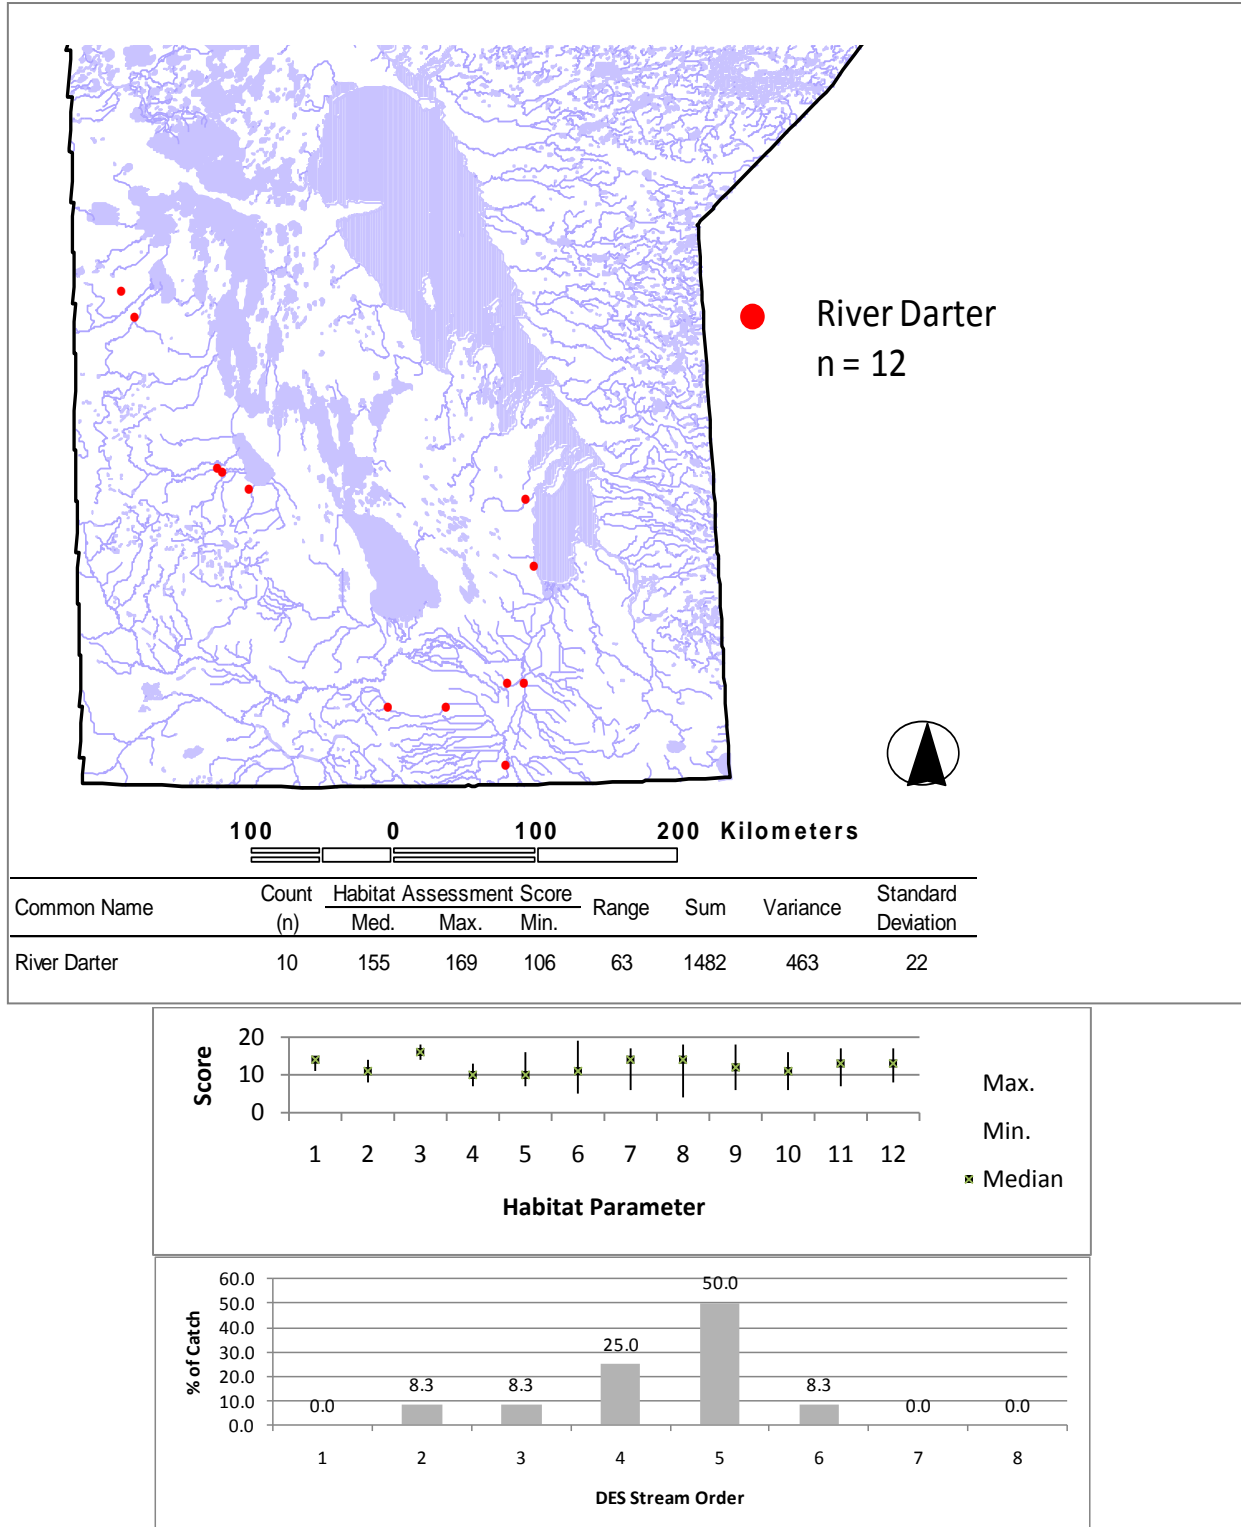 River Darter
n = 12
100 0 100 200 Kilometers
Common Name Count (n) Habitat Assessment Score Range Sum Variance Standard Deviation
Med. Max. Min.
River Darter 10 155 169 106 63 1482 463 22
Score
20
10
0
1 2 3 4 5 6 7 8 9 10 11 12
Habitat Parameter
Max.
Min.
Median
% of Catch
60.0
50.0
40.0
30.0
20.0
10.0
0.0
0.0 8.3 8.3 25.0 50.0 8.3 0.0 0.0
1 2 3 4 5 6 7 8
DES Stream Order